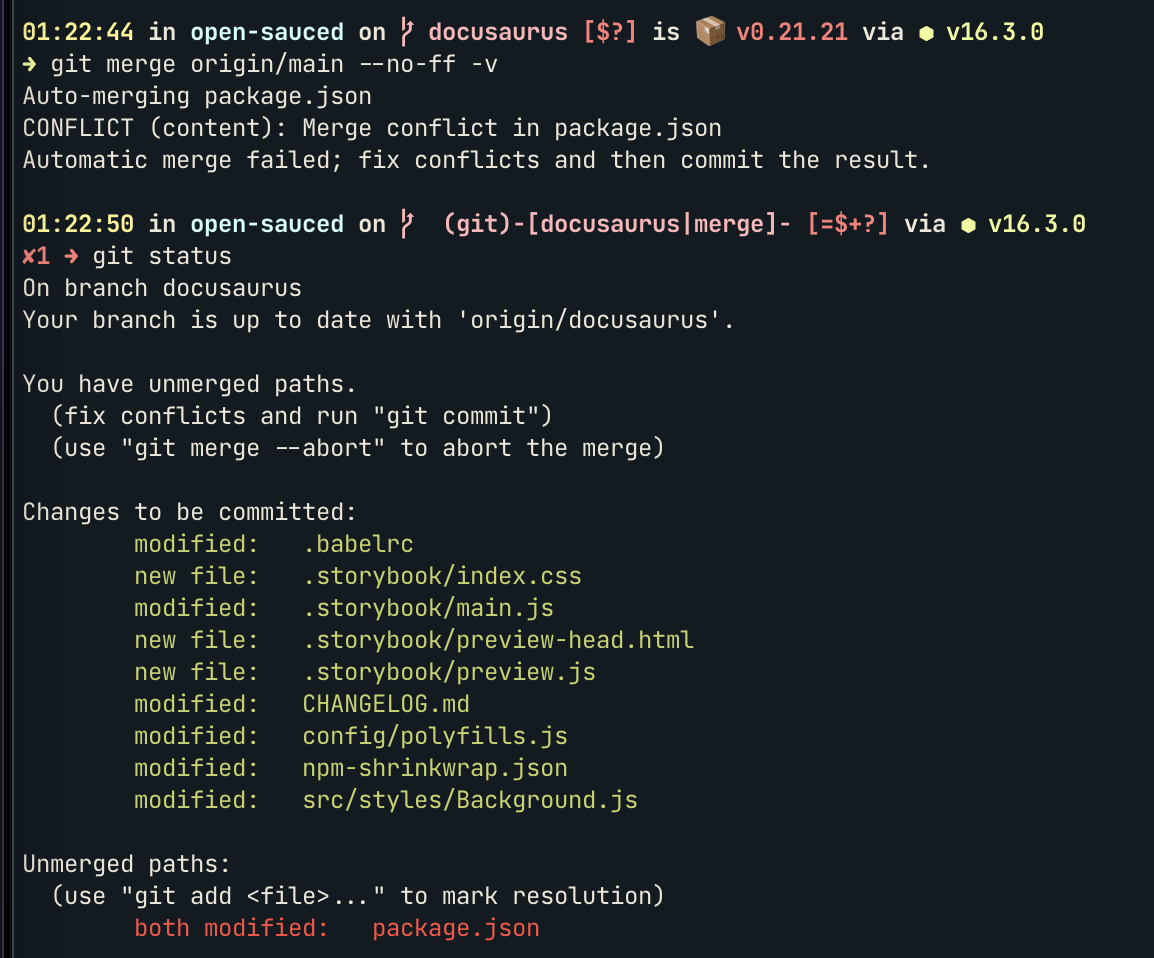 01:22:44 in open-sauced on docusaurus [$?] is 📦 v0.21.21 via ⬢ v16.3.0
➜ git merge origin/main --no-ff -v
Auto-merging package.json
CONFLICT (content): Merge conflict in package.json
Automatic merge failed; fix conflicts and then commit the result.
01:22:50 in open-sauced on (git)-[docusaurus|merge]- [=$+?] via ⬢ v16.3.0
✘1 ➜ git status
On branch docusaurus
Your branch is up to date with 'origin/docusaurus'.
You have unmerged paths.
(fix conflicts and run "git commit")
(use "git merge --abort" to abort the merge)
Changes to be committed:
modified: .babelrc
new file: .storybook/index.css
modified: .storybook/main.js
new file: .storybook/preview-head.html
new file: .storybook/preview.js
modified: CHANGELOG.md
modified: config/polyfills.js
modified: npm-shrinkwrap.json
modified: src/styles/Background.js
Unmerged paths:
(use "git add <file>..." to mark resolution)
both modified: package.json